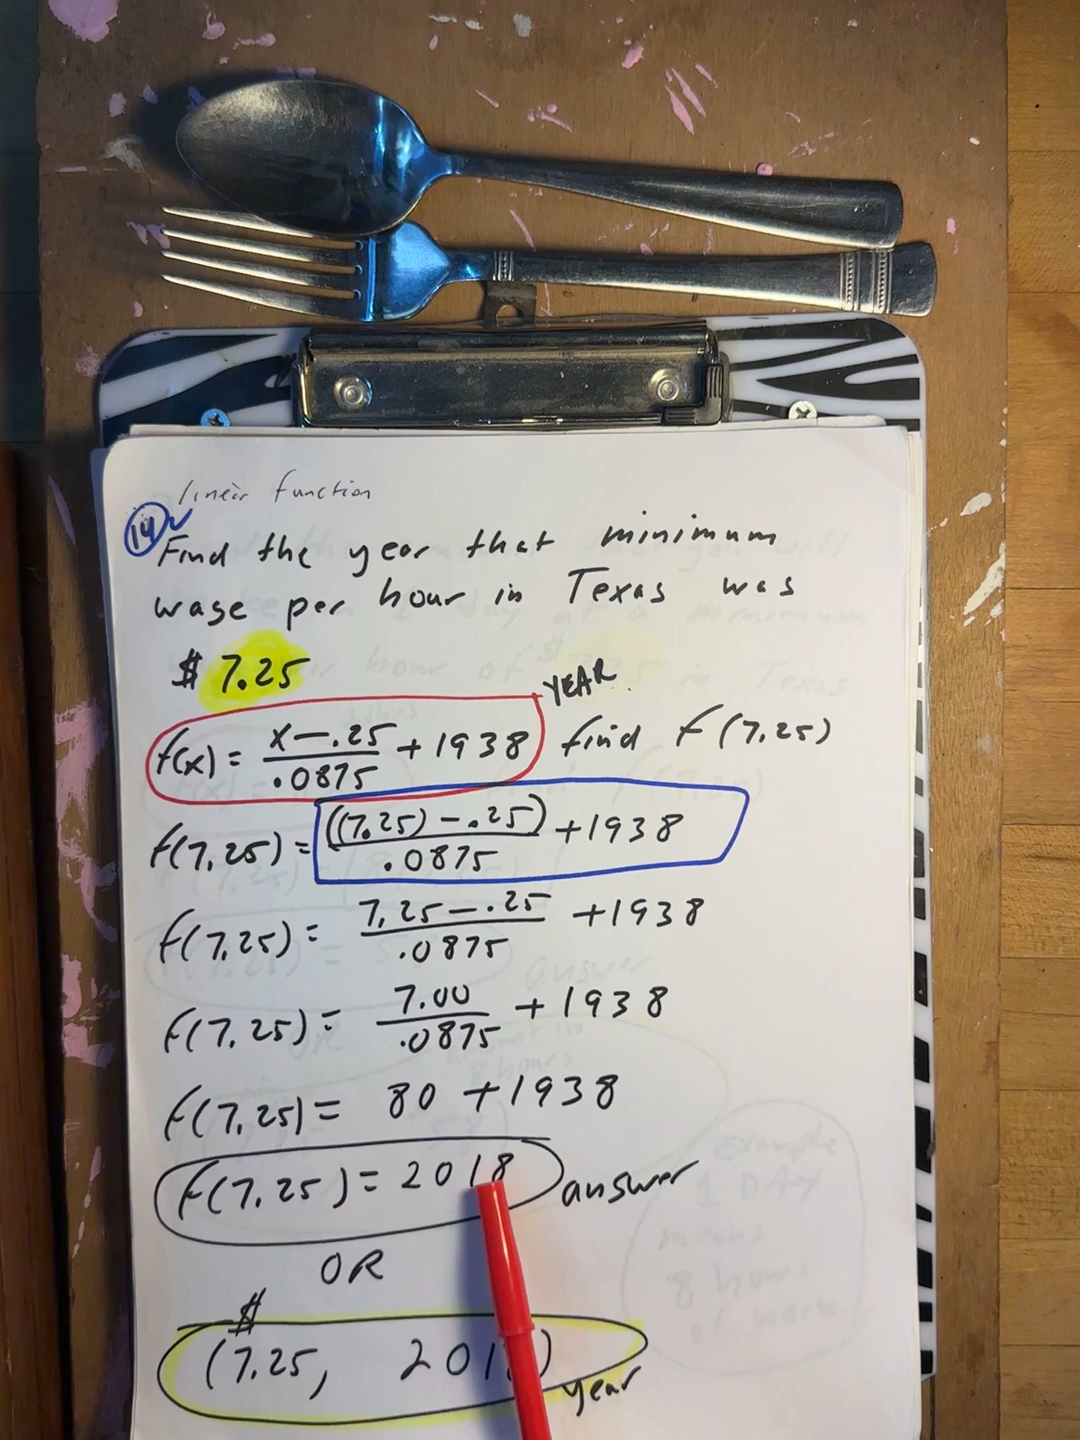 linear function
14 Find the year that minimum
wage per hour in Texas was
$ 7.25
YEAR
f(x) = x - .25 / .0875 + 1938 find f(7.25)
f(7.25) = ((7.25) - .25) / .0875 + 1938
f(7.25) = 7.25 - .25 / .0875 + 1938
f(7.25) = 7.00 / .0875 + 1938
f(7.25) = 80 + 1938
f(7.25) = 2018 answer
OR
$
(7.25, 201 )
year